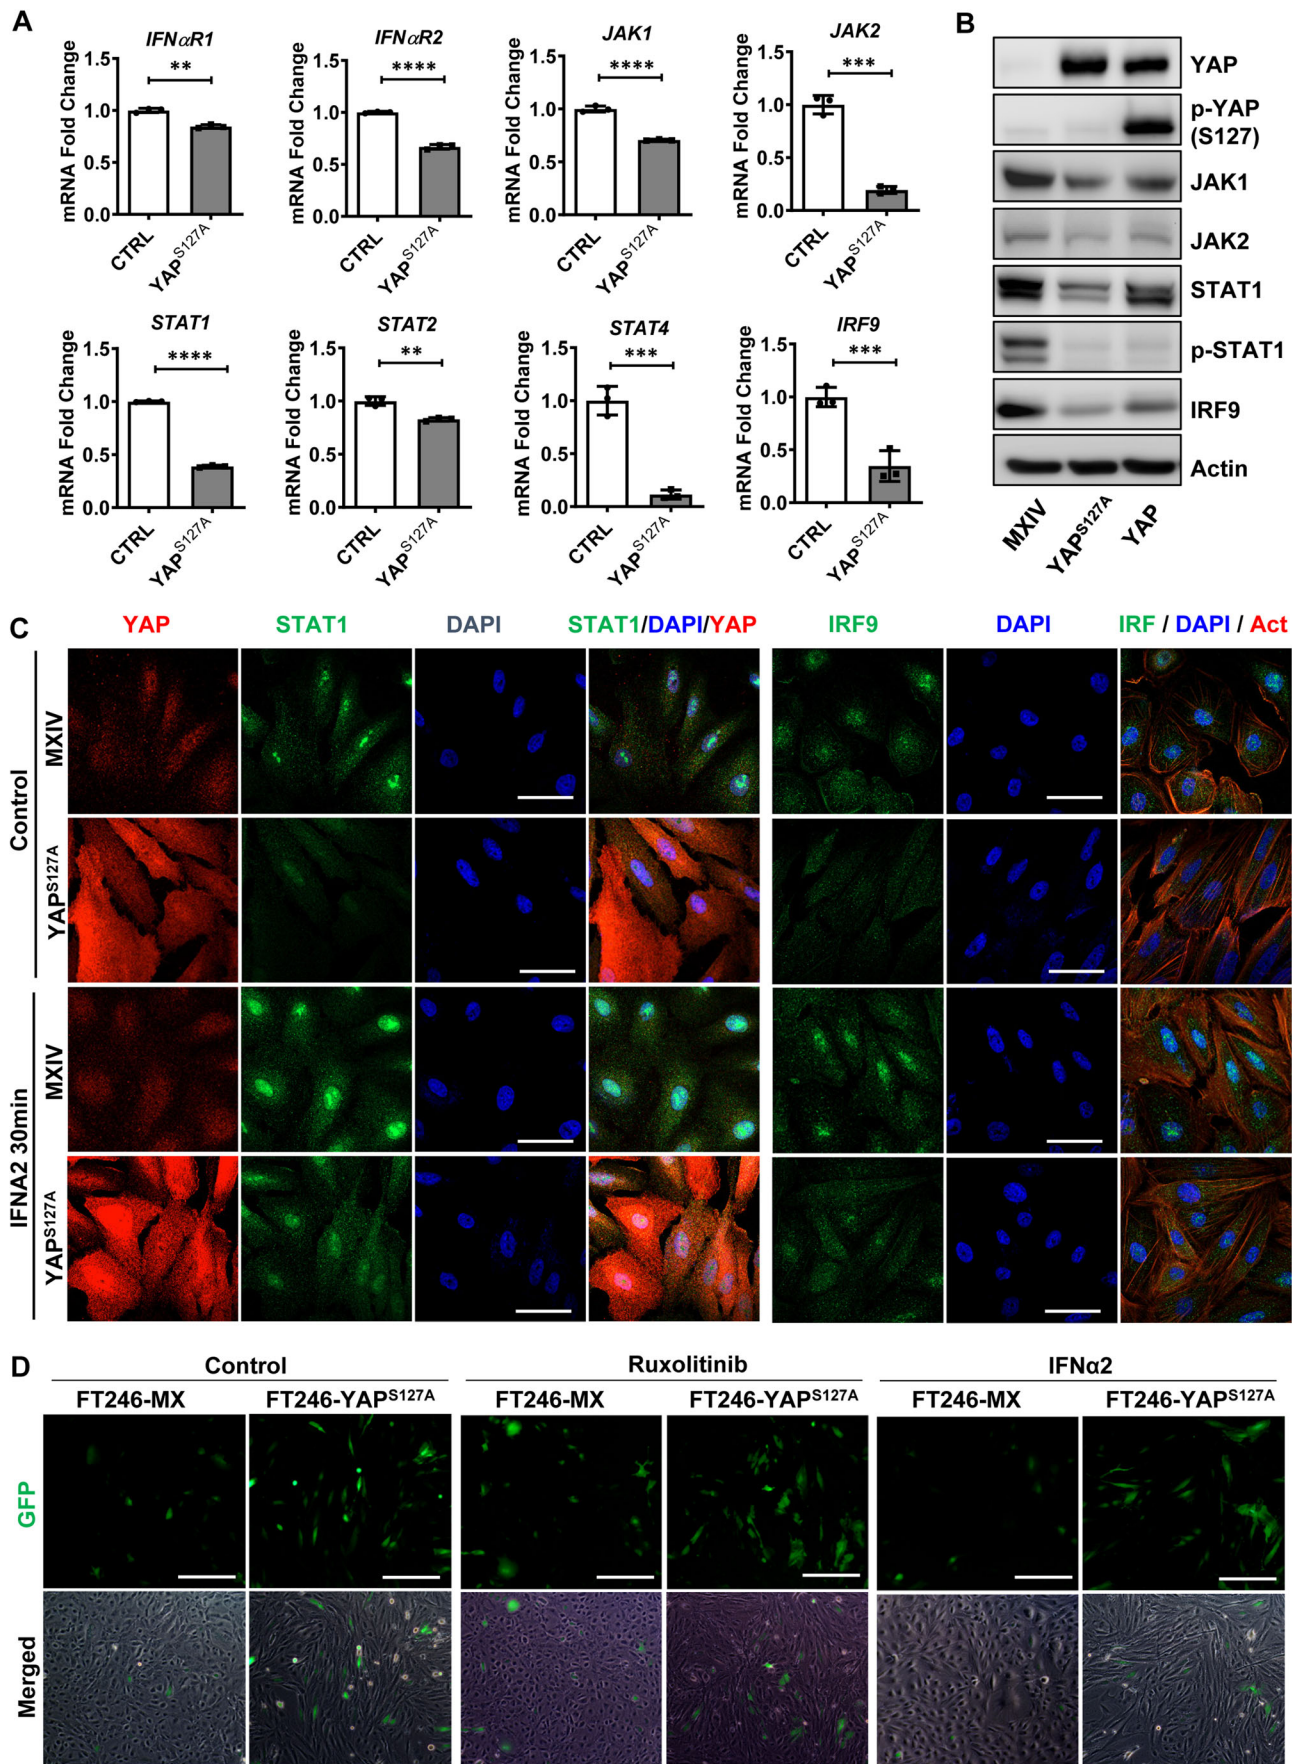 A
IFNαR1
IFNαR2
JAK1
JAK2
mRNA Fold Change
1.5
1.0
0.5
0.0
**
CTRL
YAPS127A
mRNA Fold Change
1.5
1.0
0.5
0.0
****
CTRL
YAPS127A
mRNA Fold Change
1.5
1.0
0.5
0.0
****
CTRL
YAPS127A
mRNA Fold Change
1.5
1.0
0.5
0.0
***
CTRL
YAPS127A
STAT1
STAT2
STAT4
IRF9
mRNA Fold Change
1.5
1.0
0.5
0.0
****
CTRL
YAPS127A
mRNA Fold Change
1.5
1.0
0.5
0.0
**
CTRL
YAPS127A
mRNA Fold Change
1.5
1.0
0.5
0.0
***
CTRL
YAPS127A
mRNA Fold Change
1.5
1.0
0.5
0.0
***
CTRL
YAPS127A
B
YAP
p-YAP
(S127)
JAK1
JAK2
STAT1
p-STAT1
IRF9
Actin
MXIV
YAPS127A
YAP
C
YAP STAT1 DAPI STAT1/DAPI/YAP IRF9 DAPI IRF / DAPI / Act
Control
MXIV
YAPS127A
IFNA2 30min
MXIV
YAPS127A
D
Control Ruxolitinib IFNα2
FT246-MX FT246-YAPS127A FT246-MX FT246-YAPS127A FT246-MX FT246-YAPS127A
GFP
Merged